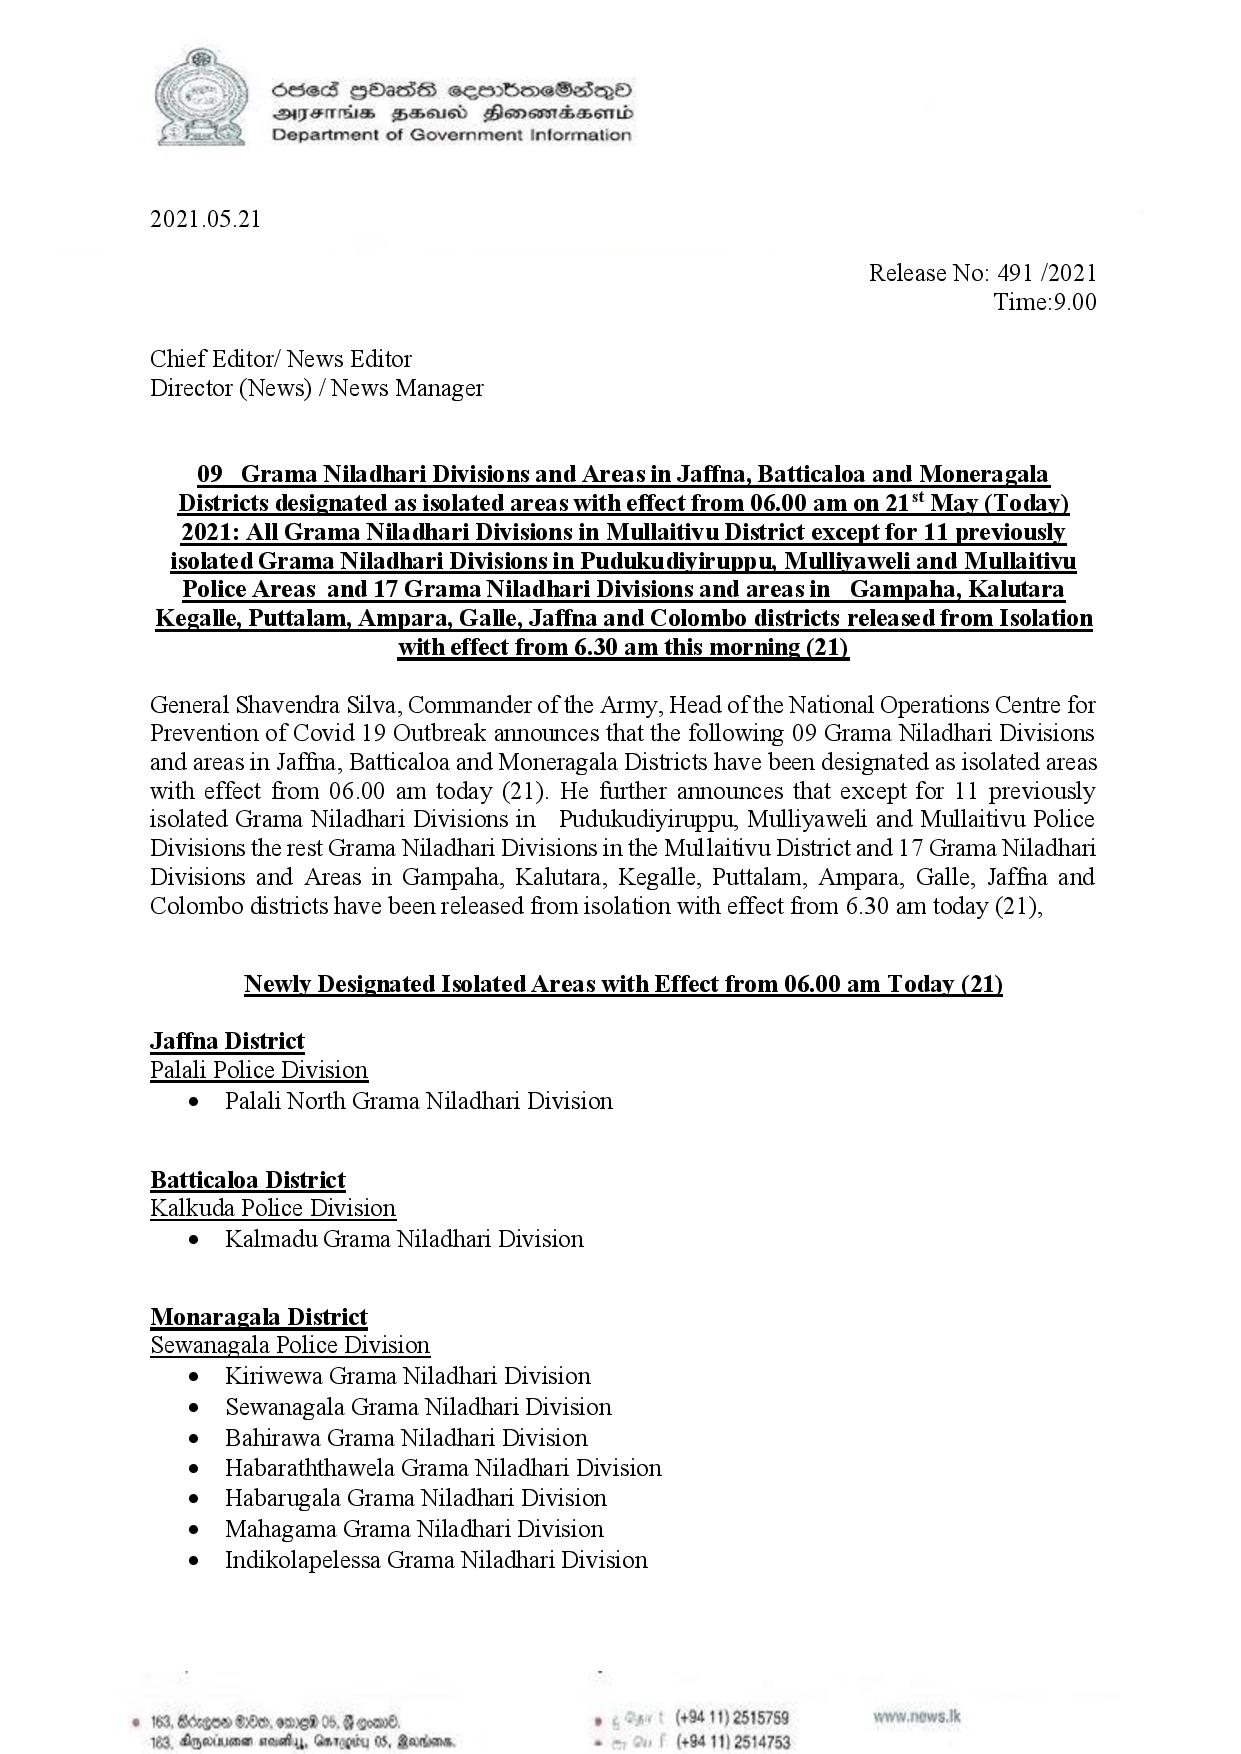 රජයේ ප්‍රවෘත්ති දෙපාර්තමේන්තුව
அரசாங்க தகவல் திணைக்களம்
Department of Government Information
2021.05.21
Release No: 491 /2021
Time:9.00
Chief Editor/ News Editor
Director (News) / News Manager
09 Grama Niladhari Divisions and Areas in Jaffna, Batticaloa and Moneragala
Districts designated as isolated areas with effect from 06.00 am on 21st May (Today)
2021: All Grama Niladhari Divisions in Mullaitivu District except for 11 previously
isolated Grama Niladhari Divisions in Pudukudiyiruppu, Mulliyaweli and Mullaitivu
Police Areas and 17 Grama Niladhari Divisions and areas in Gampaha, Kalutara
Kegalle, Puttalam, Ampara, Galle, Jaffna and Colombo districts released from Isolation
with effect from 6.30 am this morning (21)
General Shavendra Silva, Commander of the Army, Head of the National Operations Centre for
Prevention of Covid 19 Outbreak announces that the following 09 Grama Niladhari Divisions
and areas in Jaffna, Batticaloa and Moneragala Districts have been designated as isolated areas
with effect from 06.00 am today (21). He further announces that except for 11 previously
isolated Grama Niladhari Divisions in Pudukudiyiruppu, Mulliyaweli and Mullaitivu Police
Divisions the rest Grama Niladhari Divisions in the Mullaitivu District and 17 Grama Niladhari
Divisions and Areas in Gampaha, Kalutara, Kegalle, Puttalam, Ampara, Galle, Jaffna and
Colombo districts have been released from isolation with effect from 6.30 am today (21),
Newly Designated Isolated Areas with Effect from 06.00 am Today (21)
Jaffna District
Palali Police Division
• Palali North Grama Niladhari Division
Batticaloa District
Kalkuda Police Division
• Kalmadu Grama Niladhari Division
Monaragala District
Sewanagala Police Division
• Kiriwewa Grama Niladhari Division
• Sewanagala Grama Niladhari Division
• Bahirawa Grama Niladhari Division
• Habaraththawela Grama Niladhari Division
• Habarugala Grama Niladhari Division
• Mahagama Grama Niladhari Division
• Indikolapelessa Grama Niladhari Division
• 163, කිරුලපන මාවත, කොළඹ 05, ශ්‍රී ලංකාව.
163, கிருலப்பனை எவனியூ, கொழும்பு 05, இலங்கை.
(+94 11) 2515759
(+94 11) 2514753
www.news.lk